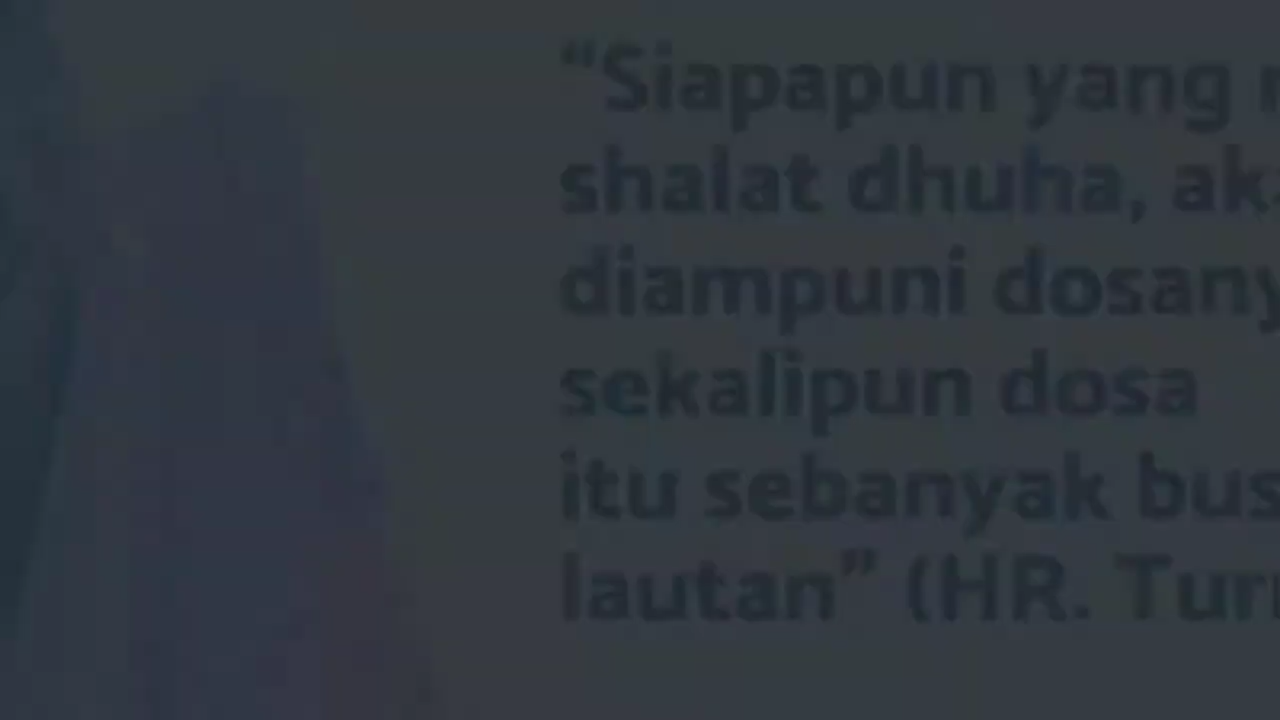 “Siapapun yang
shalat dhuha,
diampuni
sekalipun dosa
itu sebanyak
lautan” (HR.